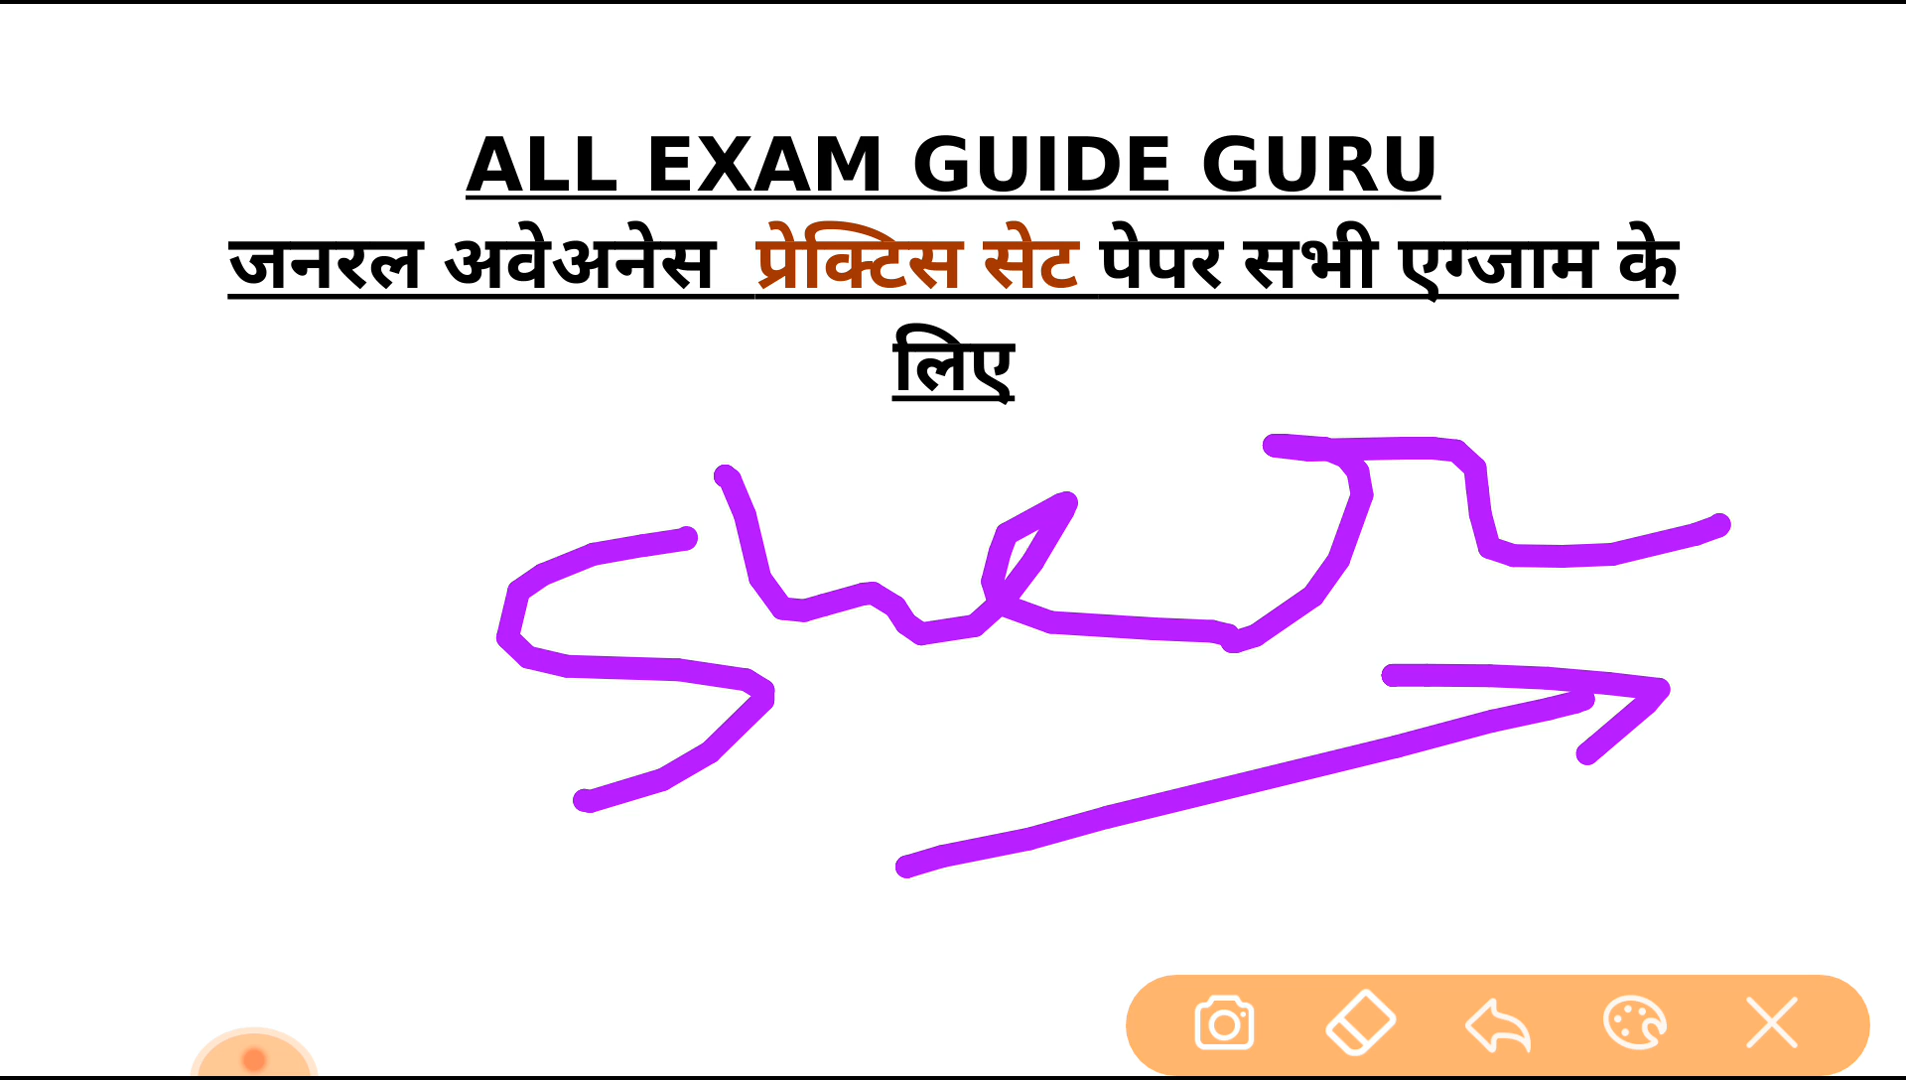 ALL EXAM GUIDE GURU
जनरल अवेअनेस प्रेक्टिस सेट पेपर सभी एग्जाम के
लिए